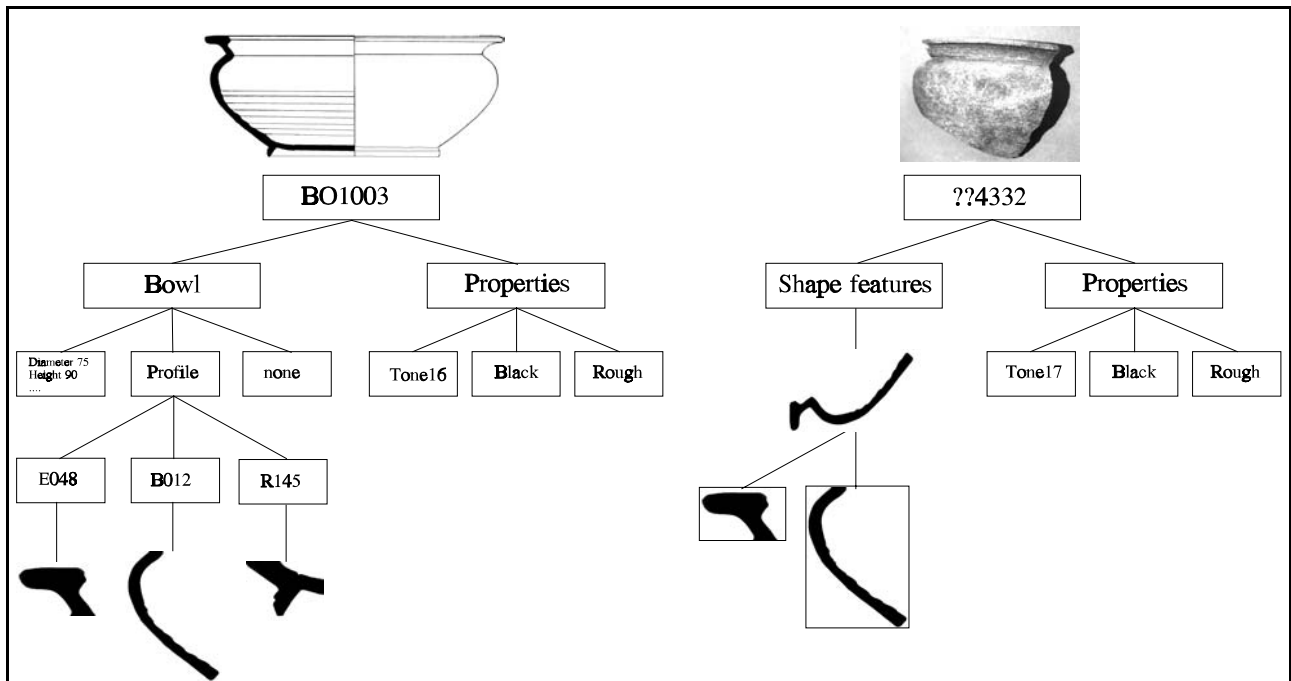 BO1003
??4332
Bowl
Properties
Shape features
Properties
Diameter 75
Height 90
....
Profile
none
Tone16
Black
Rough
Tone17
Black
Rough
E048
B012
R145